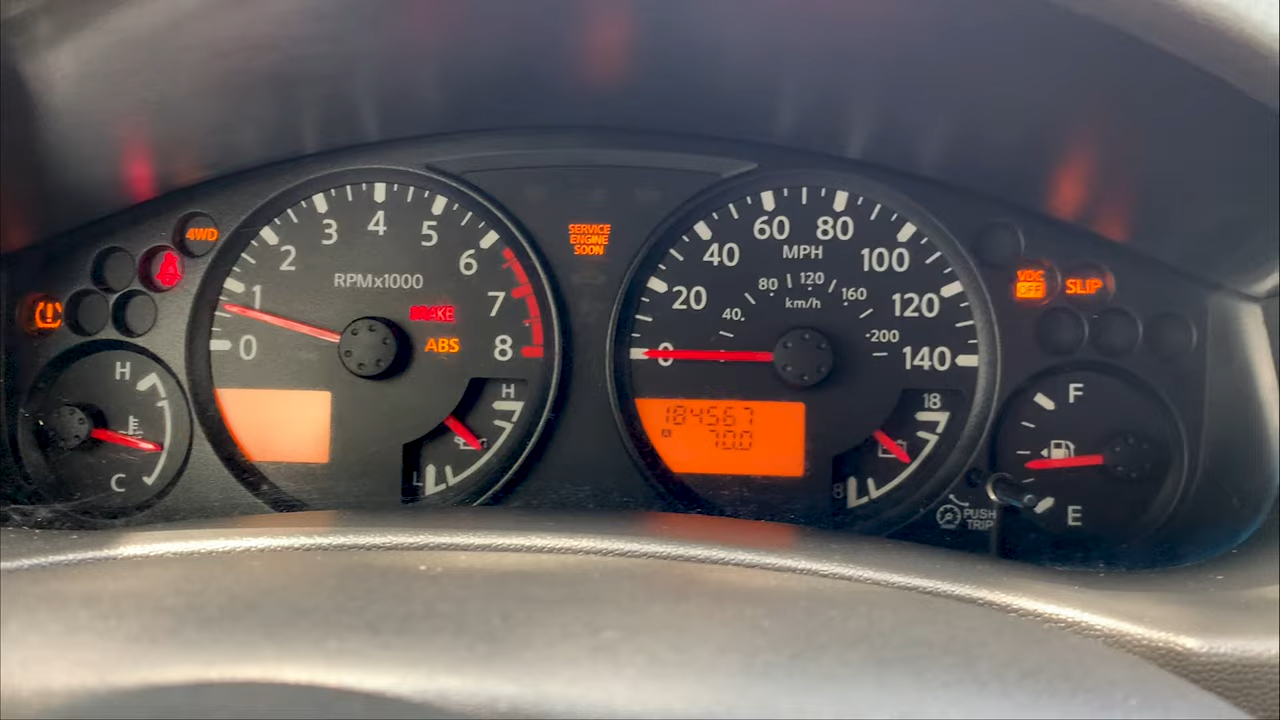 4WD
0
1
2
3
4
5
6
7
8
RPMx1000
BRAKE
ABS
H
L
H
C
SERVICE
ENGINE
SOON
0
20
40
60
80
100
120
140
MPH
40
80
120
160
200
km/h
184567
A 70.0
18
8
VDC
OFF
SLIP
F
E
PUSH
TRIP